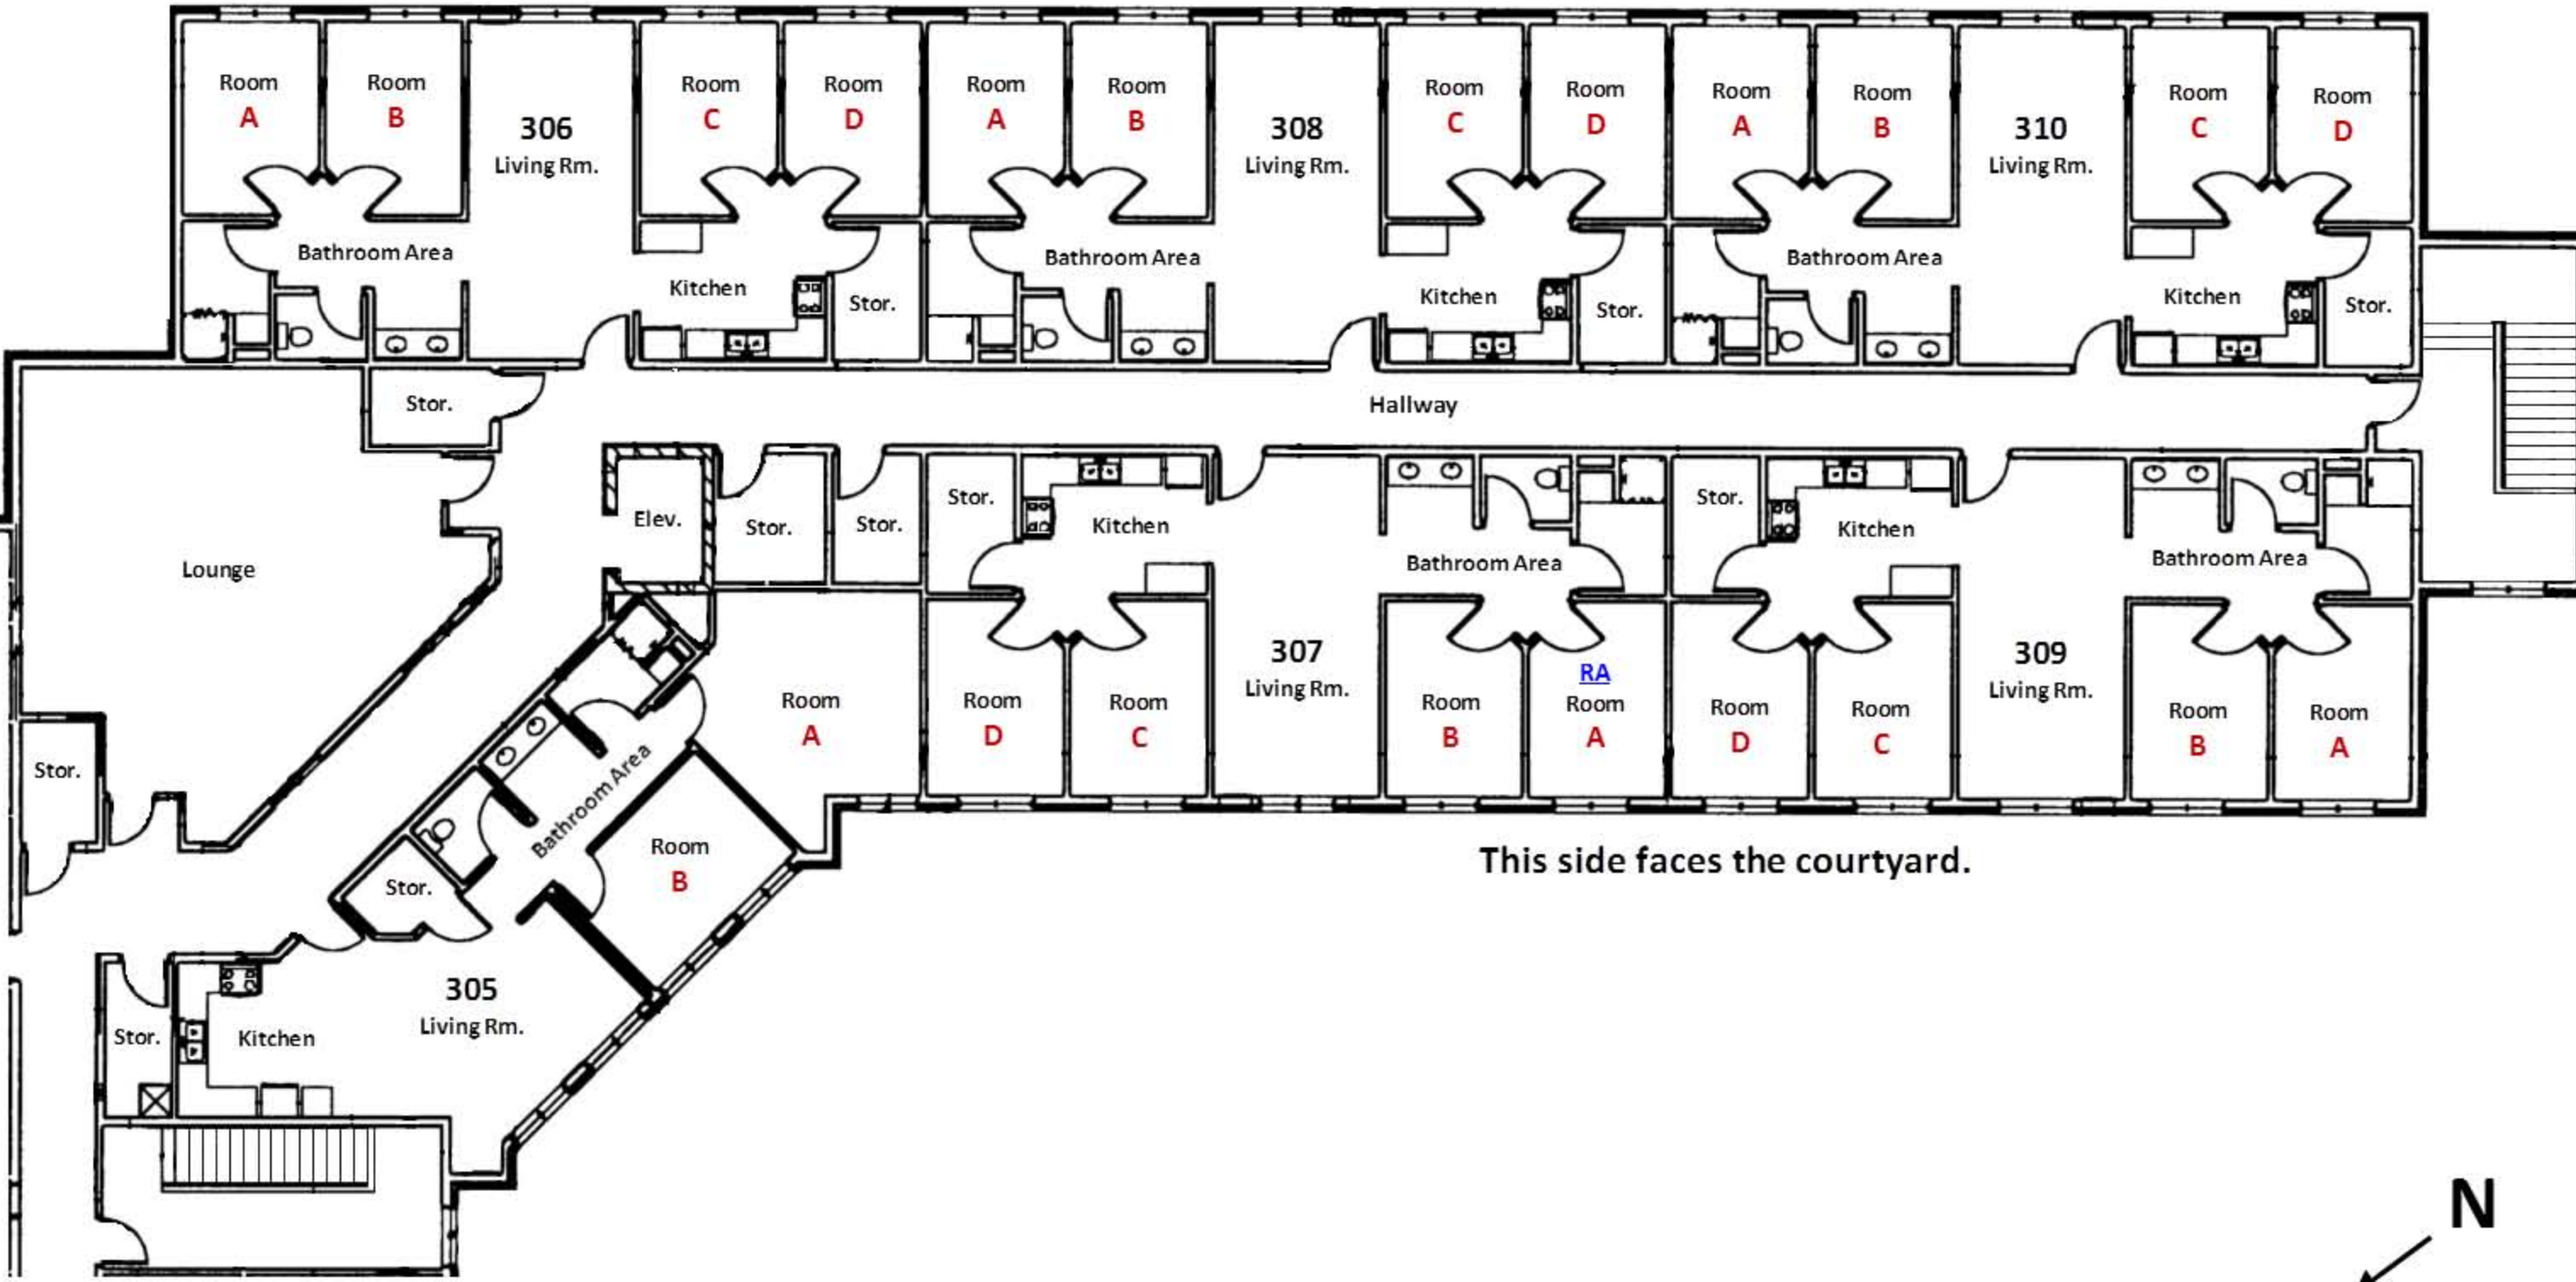 Room Room Room Room Room Room Room Room Room Room Room Room
A B C D A B C D A B C D
306 308 310
Living Rm. Living Rm. Living Rm.
Bathroom Area Bathroom Area Bathroom Area
Kitchen Stor. Kitchen Stor. Kitchen Stor.
Stor. Hallway
Lounge Elev. Stor. Stor. Stor. Kitchen Stor. Kitchen
Bathroom Area Bathroom Area
307 309
Living Rm. Living Rm.
RA
Room Room Room Room Room Room Room Room Room
A D C B A D C B A
Stor.
Bathroom Area
Room
B
This side faces the courtyard.
Stor.
305
Living Rm.
Stor. Kitchen
N